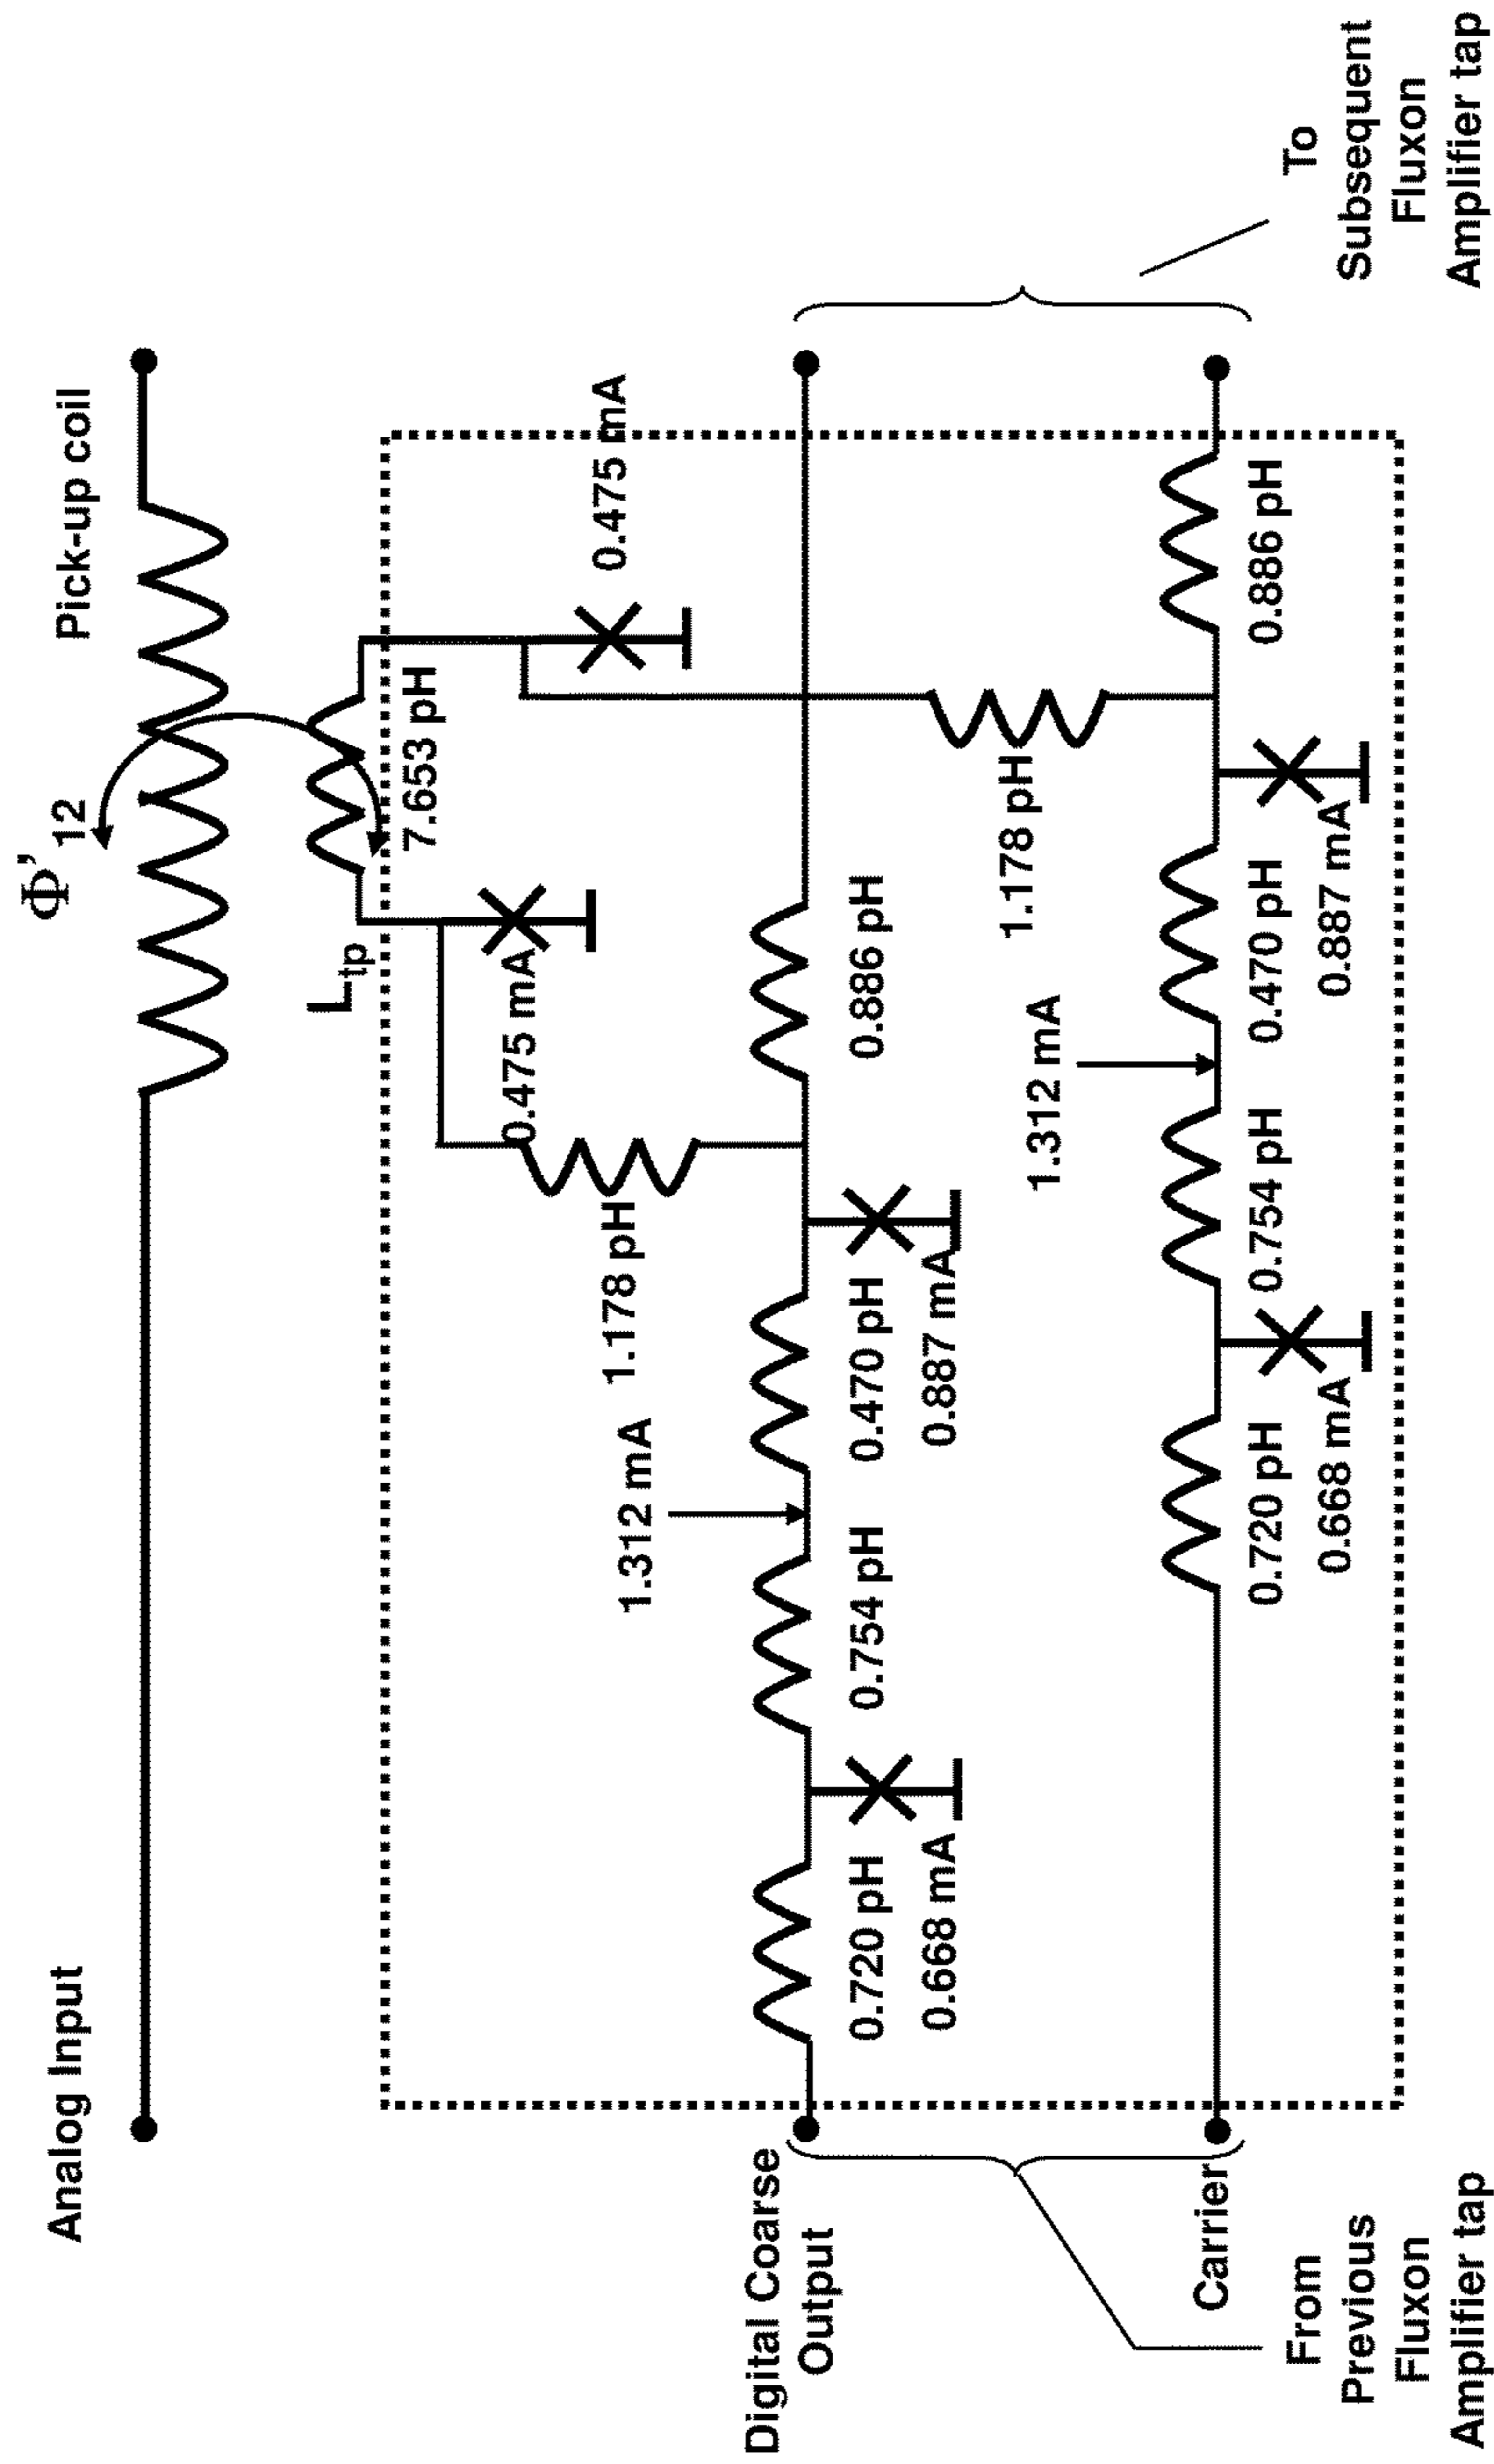 Analog Input
Φ'12
Pick-up coil
Ltp
7.653 pH
0.475 mA
0.475 mA
1.178 pH
1.312 mA
Digital Coarse
Output
0.720 pH
0.668 mA
0.754 pH
0.470 pH
0.887 mA
0.886 pH
1.178 pH
1.312 mA
Carrier
0.720 pH
0.668 mA
0.754 pH
0.470 pH
0.887 mA
0.886 pH
From
Previous
Fluxon
Amplifier tap
To
Subsequent
Fluxon
Amplifier tap